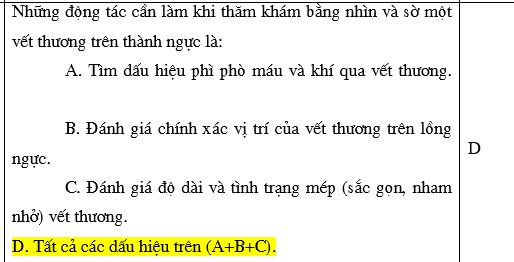 Những động tác cần làm khi thăm khám bằng nhìn và sờ một
vết thương trên thành ngực là:
A. Tìm dấu hiệu phì phò máu và khí qua vết thương.
B. Đánh giá chính xác vị trí của vết thương trên lồng
ngực.
D
C. Đánh giá độ dài và tình trạng mép (sắc gọn, nham
nhở) vết thương.
D. Tất cả các dấu hiệu trên (A+B+C).